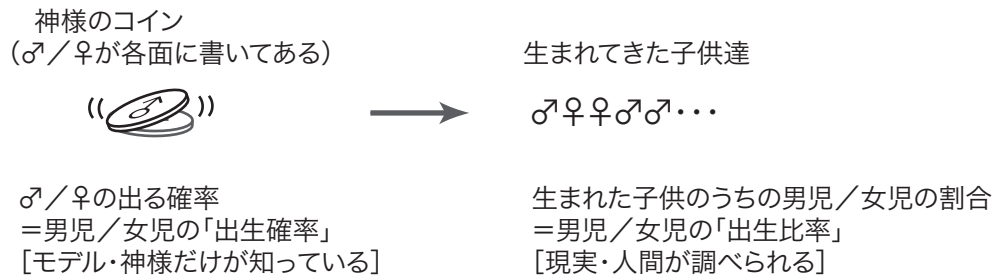 神様のコイン
（♂／♀が各面に書いてある）
♂
♂／♀の出る確率
＝男児／女児の「出生確率」
［モデル・神様だけが知っている］
生まれてきた子供達
♂♀♀♂♂・・・
生まれた子供のうちの男児／女児の割合
＝男児／女児の「出生比率」
［現実・人間が調べられる］